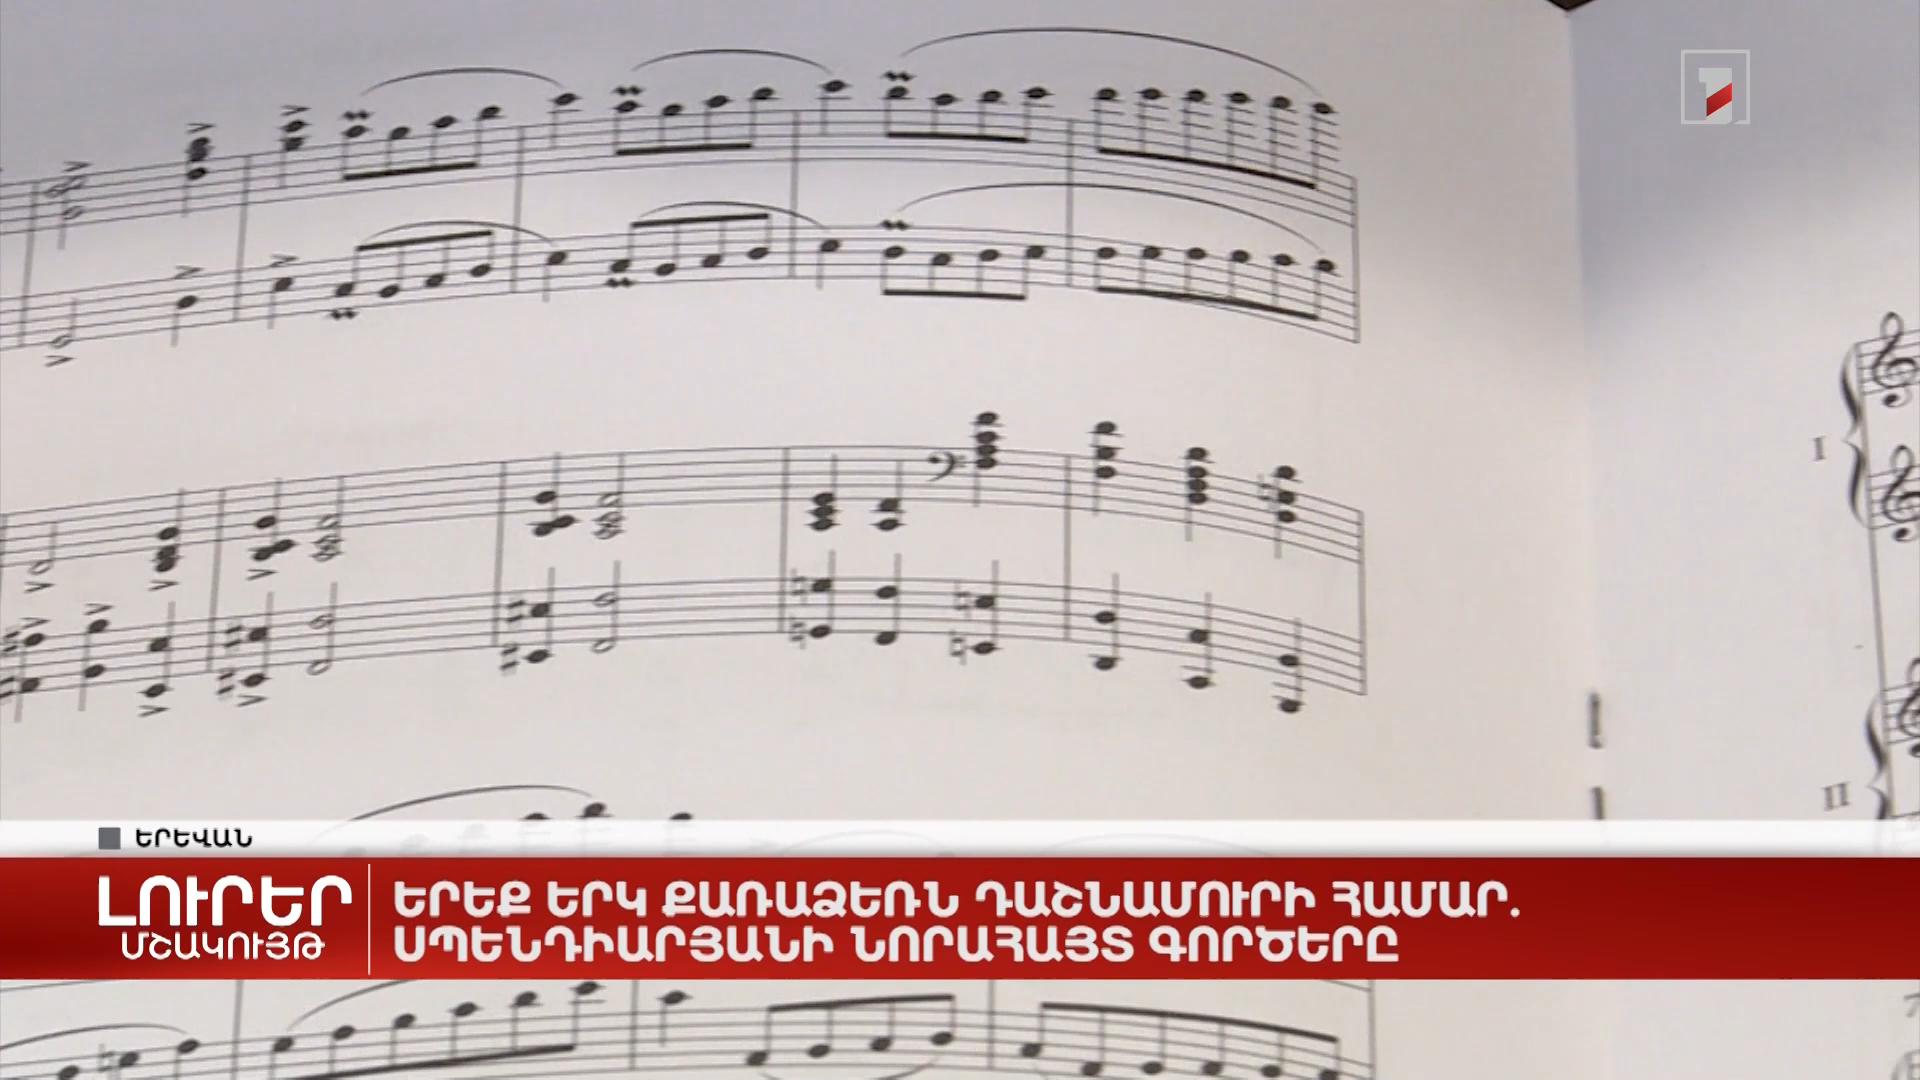 I
II
ԵՐԵՎԱՆ
ԼՈՒՐԵՐ
ՄՇԱԿՈՒՅԹ
ԵՐԵՔ ԵՐԿ ՔԱՌԱՁԵՌՆ ԴԱՇՆԱՄՈՒՐԻ ՀԱՄԱՐ.
ՍՊԵՆԴԻԱՐՅԱՆԻ ՆՈՐԱՀԱՅՏ ԳՈՐԾԵՐԸ